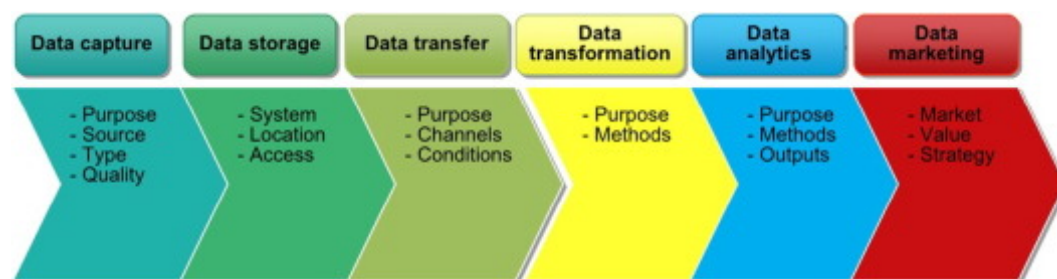 Data capture
Data storage
Data transfer
Data
transformation
Data
analytics
Data
marketing
- Purpose
- Source
- Type
- Quality
- System
- Location
- Access
- Purpose
- Channels
- Conditions
- Purpose
- Methods
- Purpose
- Methods
- Outputs
- Market
- Value
- Strategy